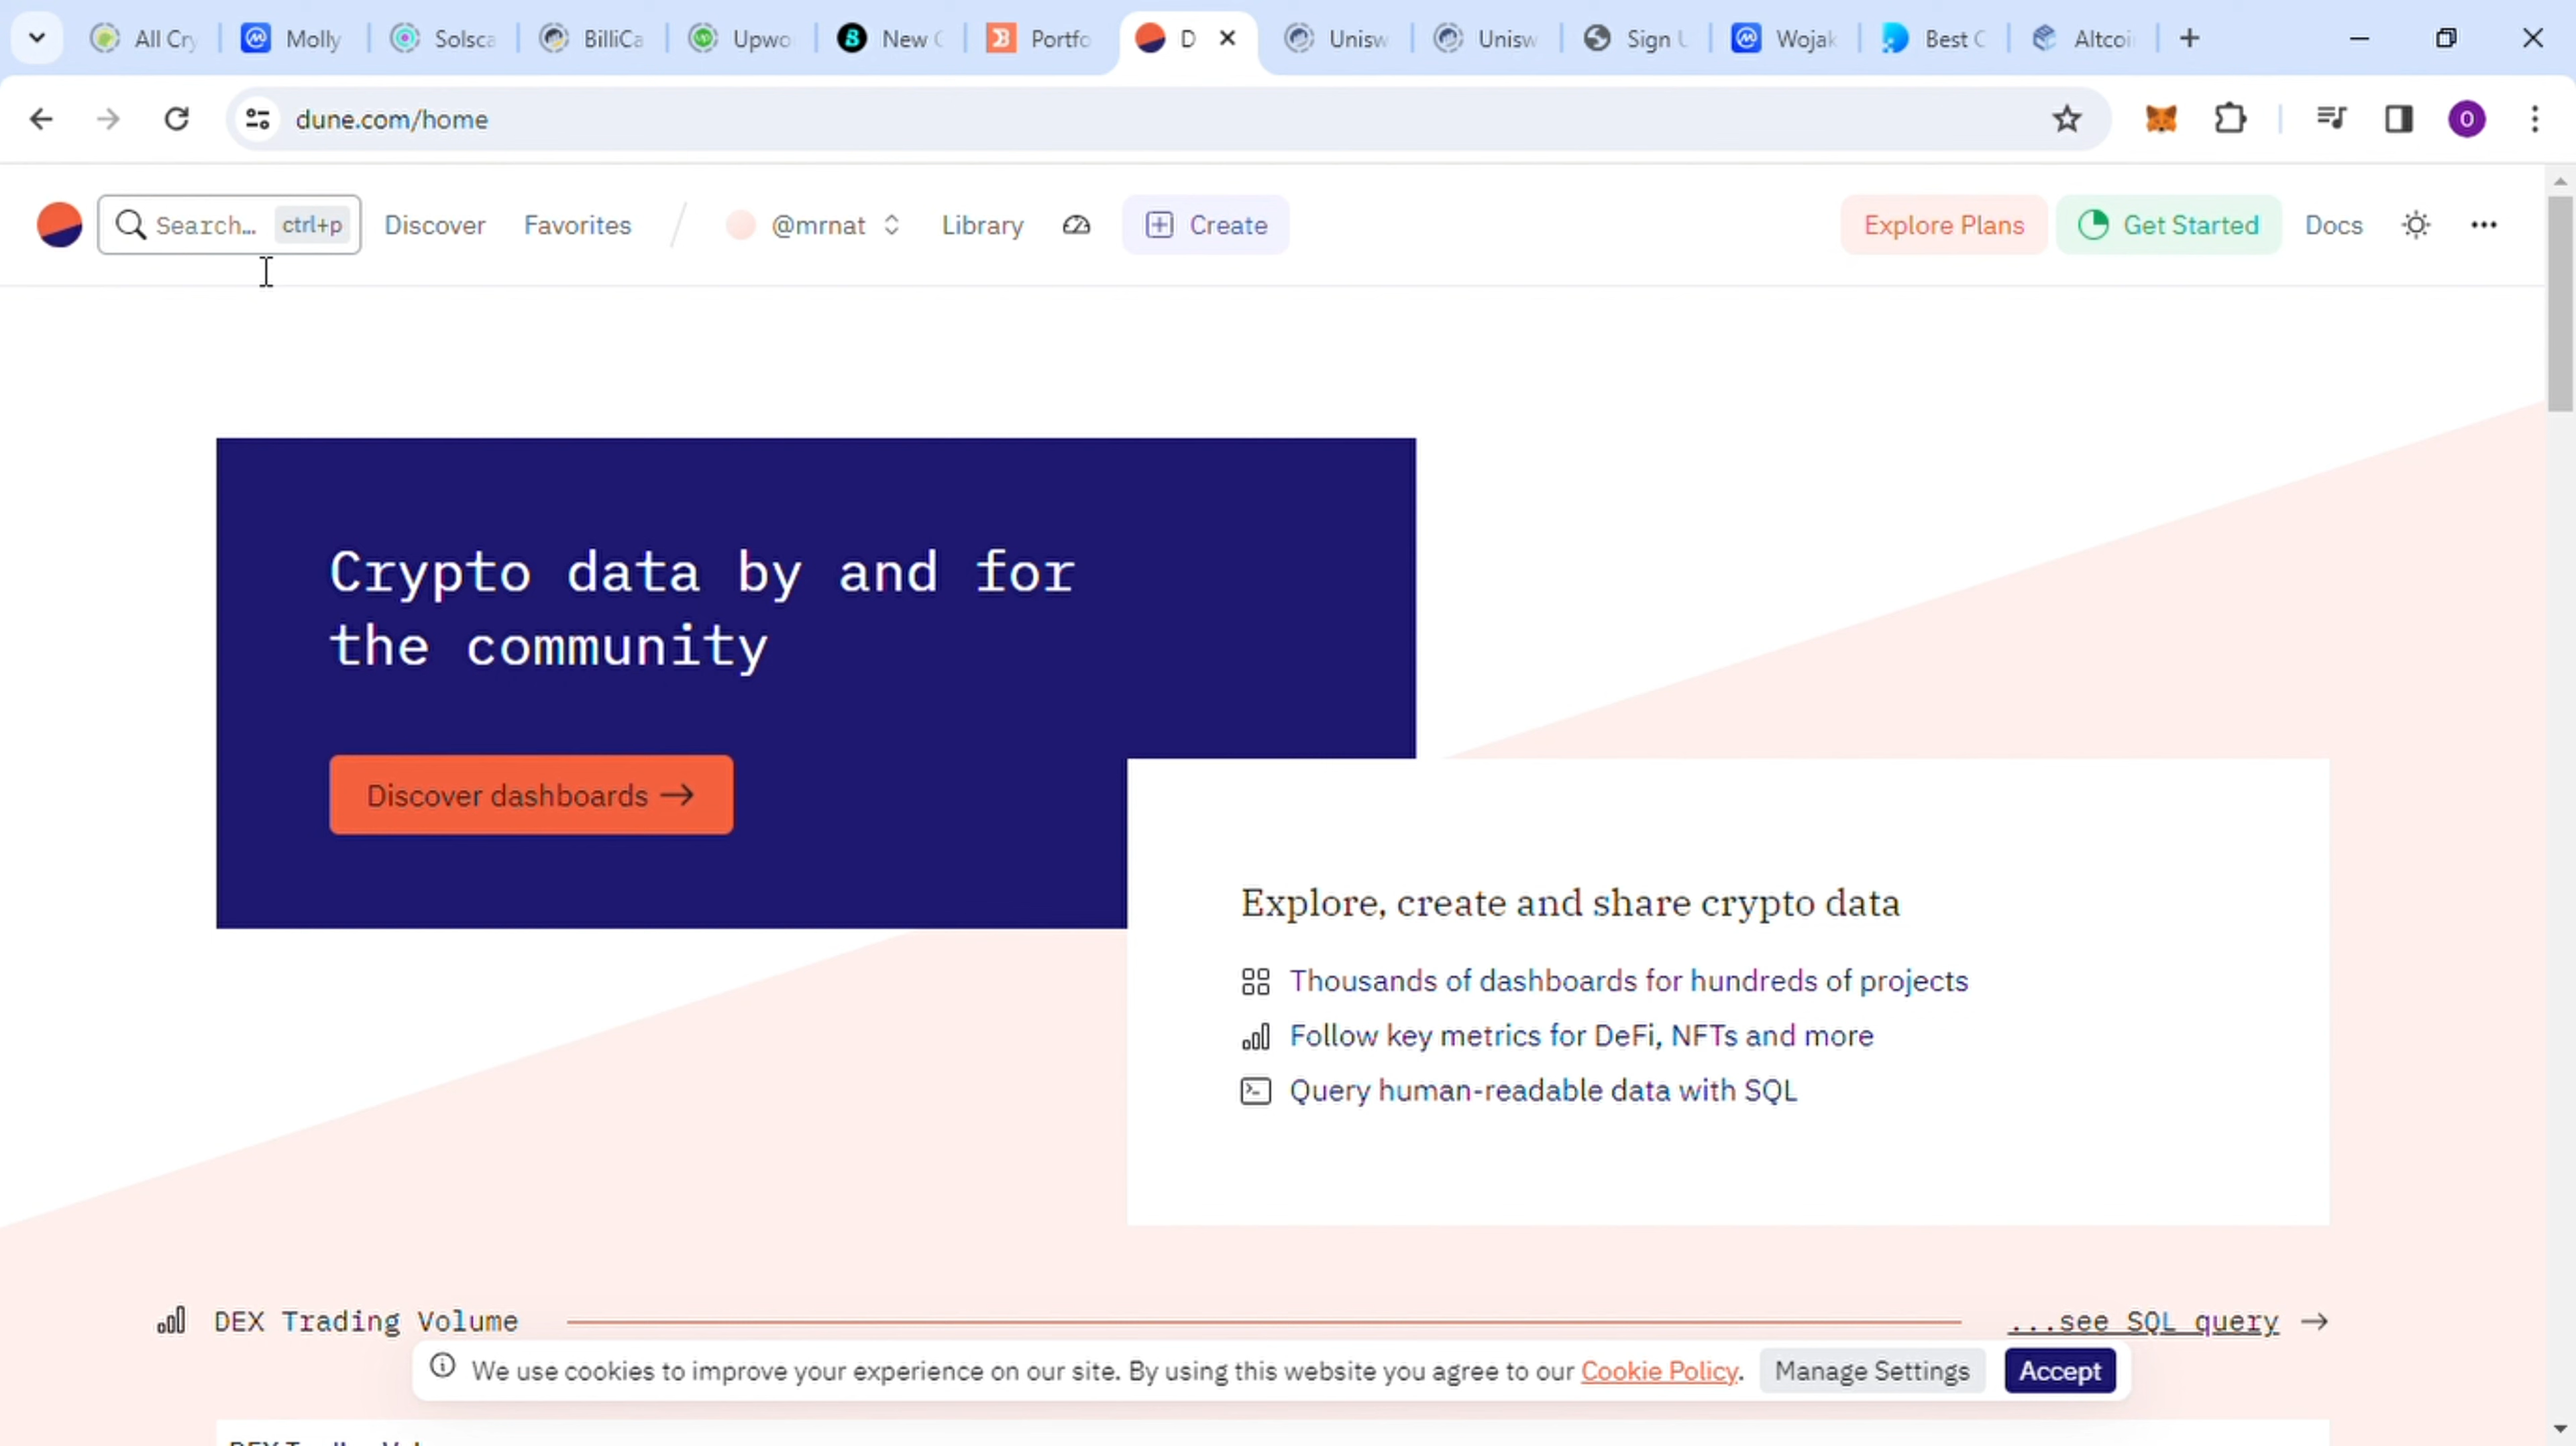 All Cry
Molly
Solsca
BilliCa
Upwo
New C
Portfo
D
Unisw
Unisw
Sign U
Wojak
Best C
Altcoi
dune.com/home
O
Search... ctrl+p
Discover
Favorites
@mrnat
Library
Create
Explore Plans
Get Started
Docs
Crypto data by and for
the community
Discover dashboards →
Explore, create and share crypto data
Thousands of dashboards for hundreds of projects
Follow key metrics for DeFi, NFTs and more
Query human-readable data with SQL
DEX Trading Volume
...see SQL query →
We use cookies to improve your experience on our site. By using this website you agree to our Cookie Policy.
Manage Settings
Accept